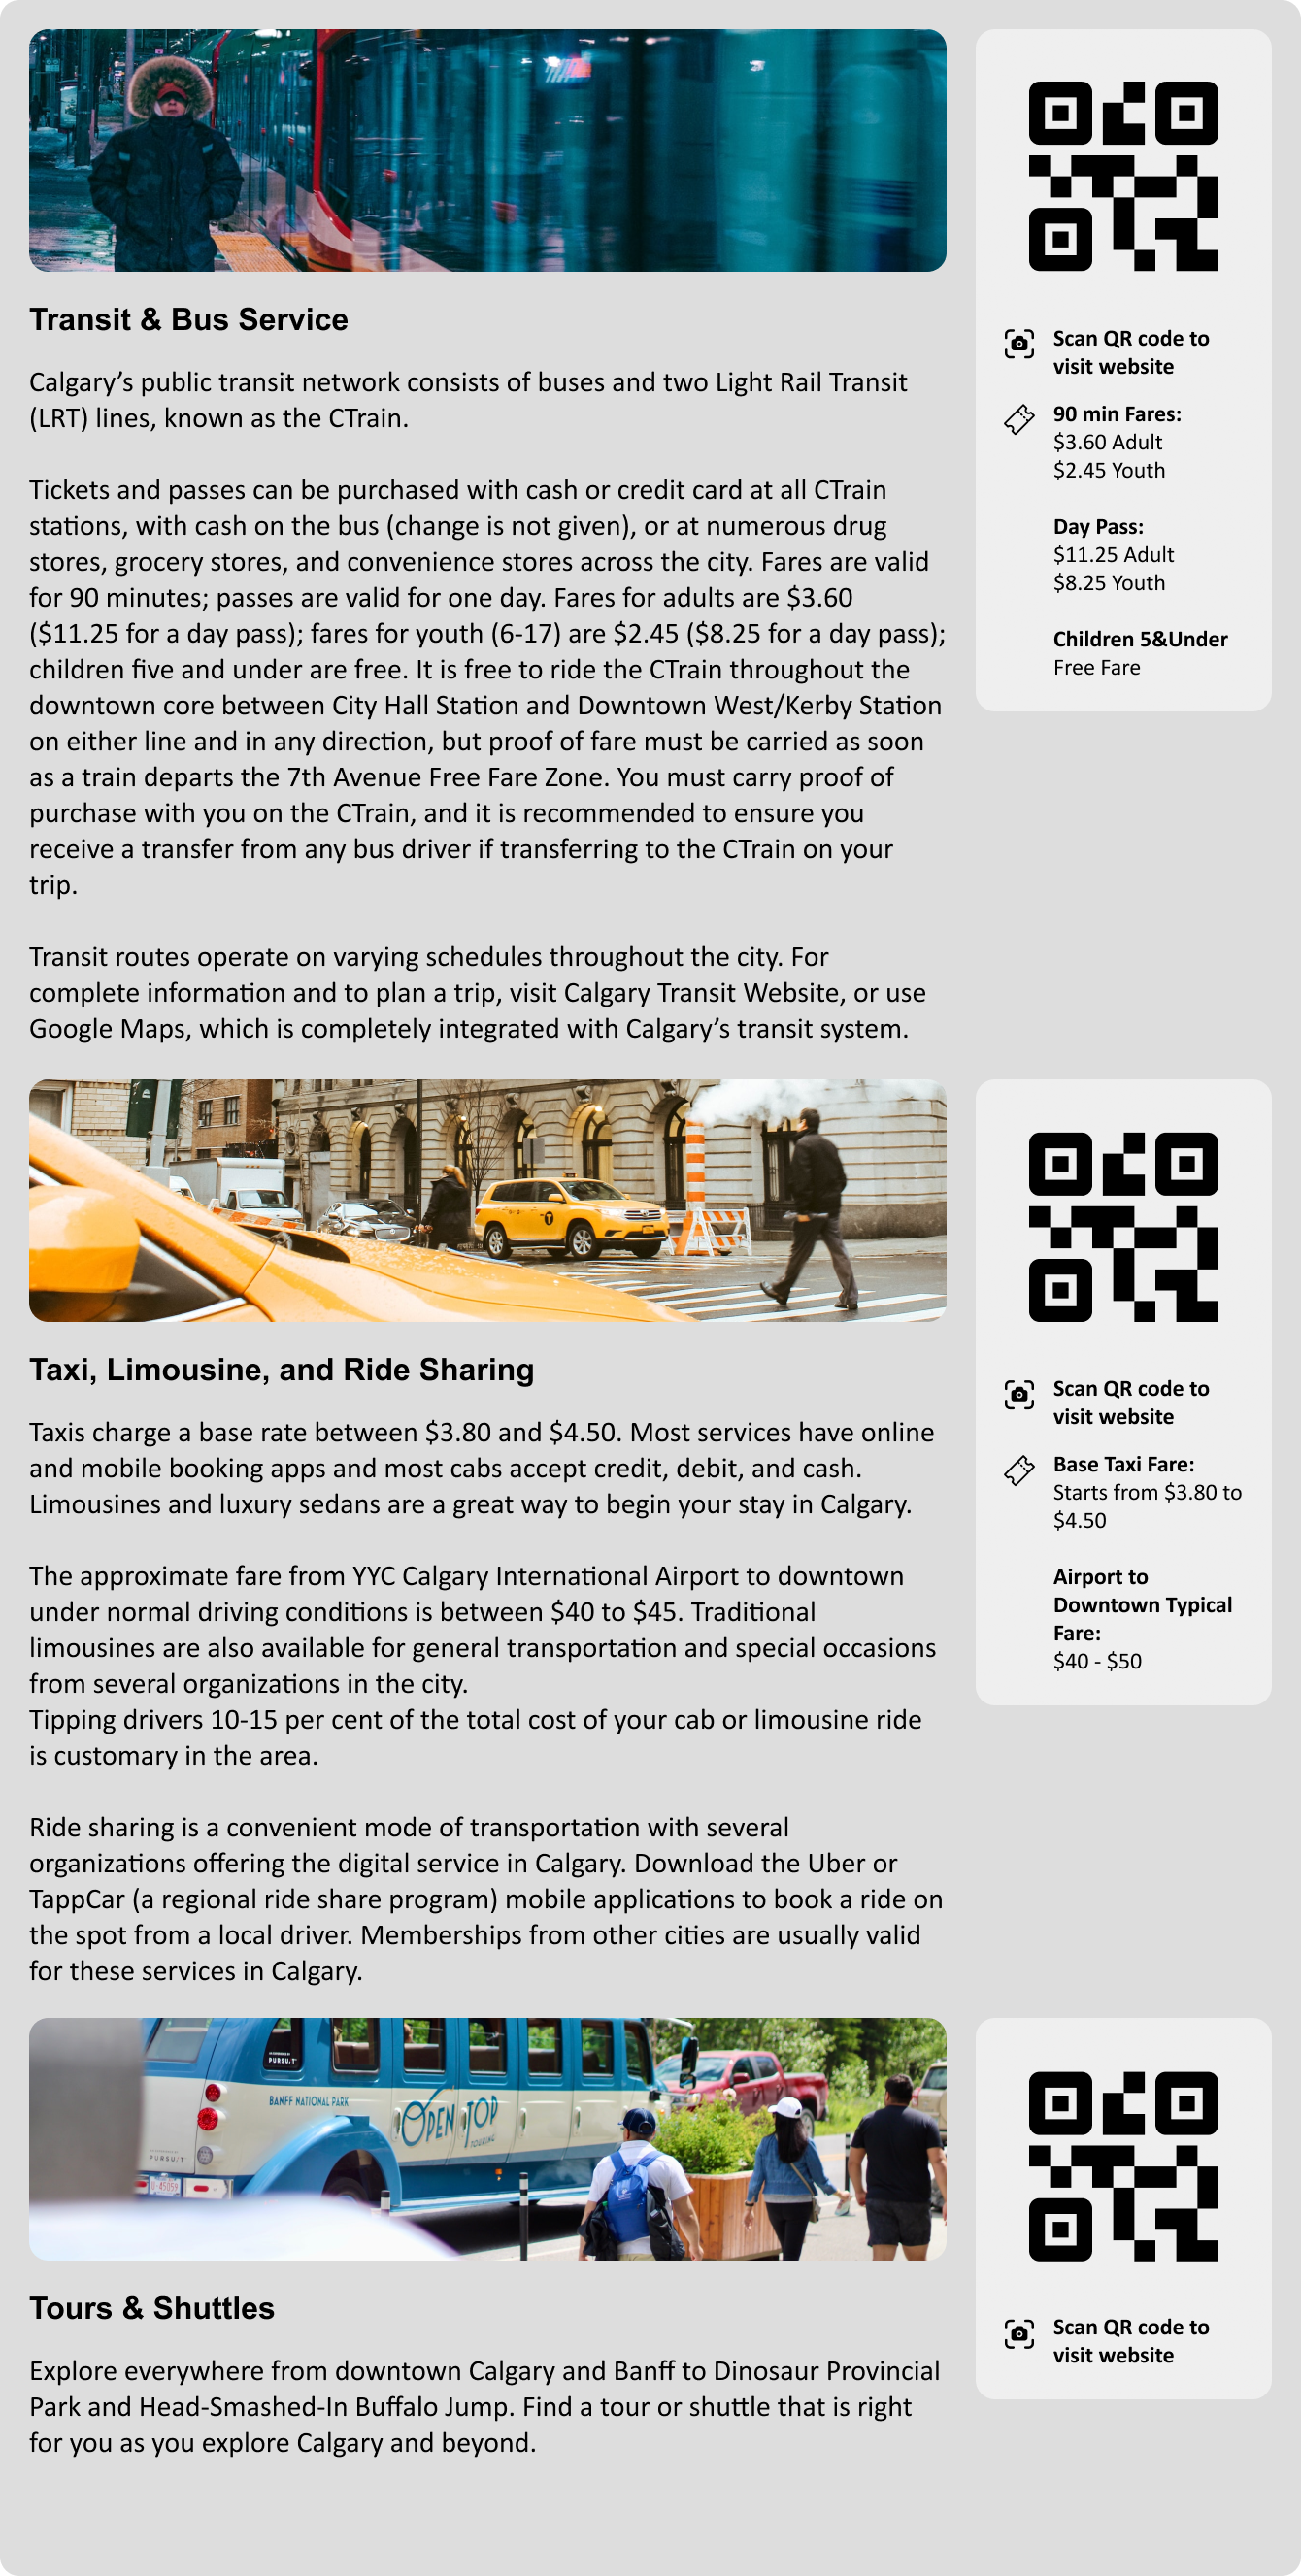 Transit & Bus Service
Calgary’s public transit network consists of buses and two Light Rail Transit
(LRT) lines, known as the CTrain.
Tickets and passes can be purchased with cash or credit card at all CTrain
stations, with cash on the bus (change is not given), or at numerous drug
stores, grocery stores, and convenience stores across the city. Fares are valid
for 90 minutes; passes are valid for one day. Fares for adults are $3.60
($11.25 for a day pass); fares for youth (6-17) are $2.45 ($8.25 for a day pass);
children five and under are free. It is free to ride the CTrain throughout the
downtown core between City Hall Station and Downtown West/Kerby Station
on either line and in any direction, but proof of fare must be carried as soon
as a train departs the 7th Avenue Free Fare Zone. You must carry proof of
purchase with you on the CTrain, and it is recommended to ensure you
receive a transfer from any bus driver if transferring to the CTrain on your
trip.
Transit routes operate on varying schedules throughout the city. For
complete information and to plan a trip, visit Calgary Transit Website, or use
Google Maps, which is completely integrated with Calgary’s transit system.
Scan QR code to
visit website
90 min Fares:
$3.60 Adult
$2.45 Youth
Day Pass:
$11.25 Adult
$8.25 Youth
Children 5&Under
Free Fare
T
Taxi, Limousine, and Ride Sharing
Taxis charge a base rate between $3.80 and $4.50. Most services have online
and mobile booking apps and most cabs accept credit, debit, and cash.
Limousines and luxury sedans are a great way to begin your stay in Calgary.
The approximate fare from YYC Calgary International Airport to downtown
under normal driving conditions is between $40 to $45. Traditional
limousines are also available for general transportation and special occasions
from several organizations in the city.
Tipping drivers 10-15 per cent of the total cost of your cab or limousine ride
is customary in the area.
Ride sharing is a convenient mode of transportation with several
organizations offering the digital service in Calgary. Download the Uber or
TappCar (a regional ride share program) mobile applications to book a ride on
the spot from a local driver. Memberships from other cities are usually valid
for these services in Calgary.
Scan QR code to
visit website
Base Taxi Fare:
Starts from $3.80 to
$4.50
Airport to
Downtown Typical
Fare:
$40 - $50
PURSUIT
BANFF NATIONAL PARK
OPEN TOP
TOURING
PURSUIT
Tours & Shuttles
Explore everywhere from downtown Calgary and Banff to Dinosaur Provincial
Park and Head-Smashed-In Buffalo Jump. Find a tour or shuttle that is right
for you as you explore Calgary and beyond.
Scan QR code to
visit website